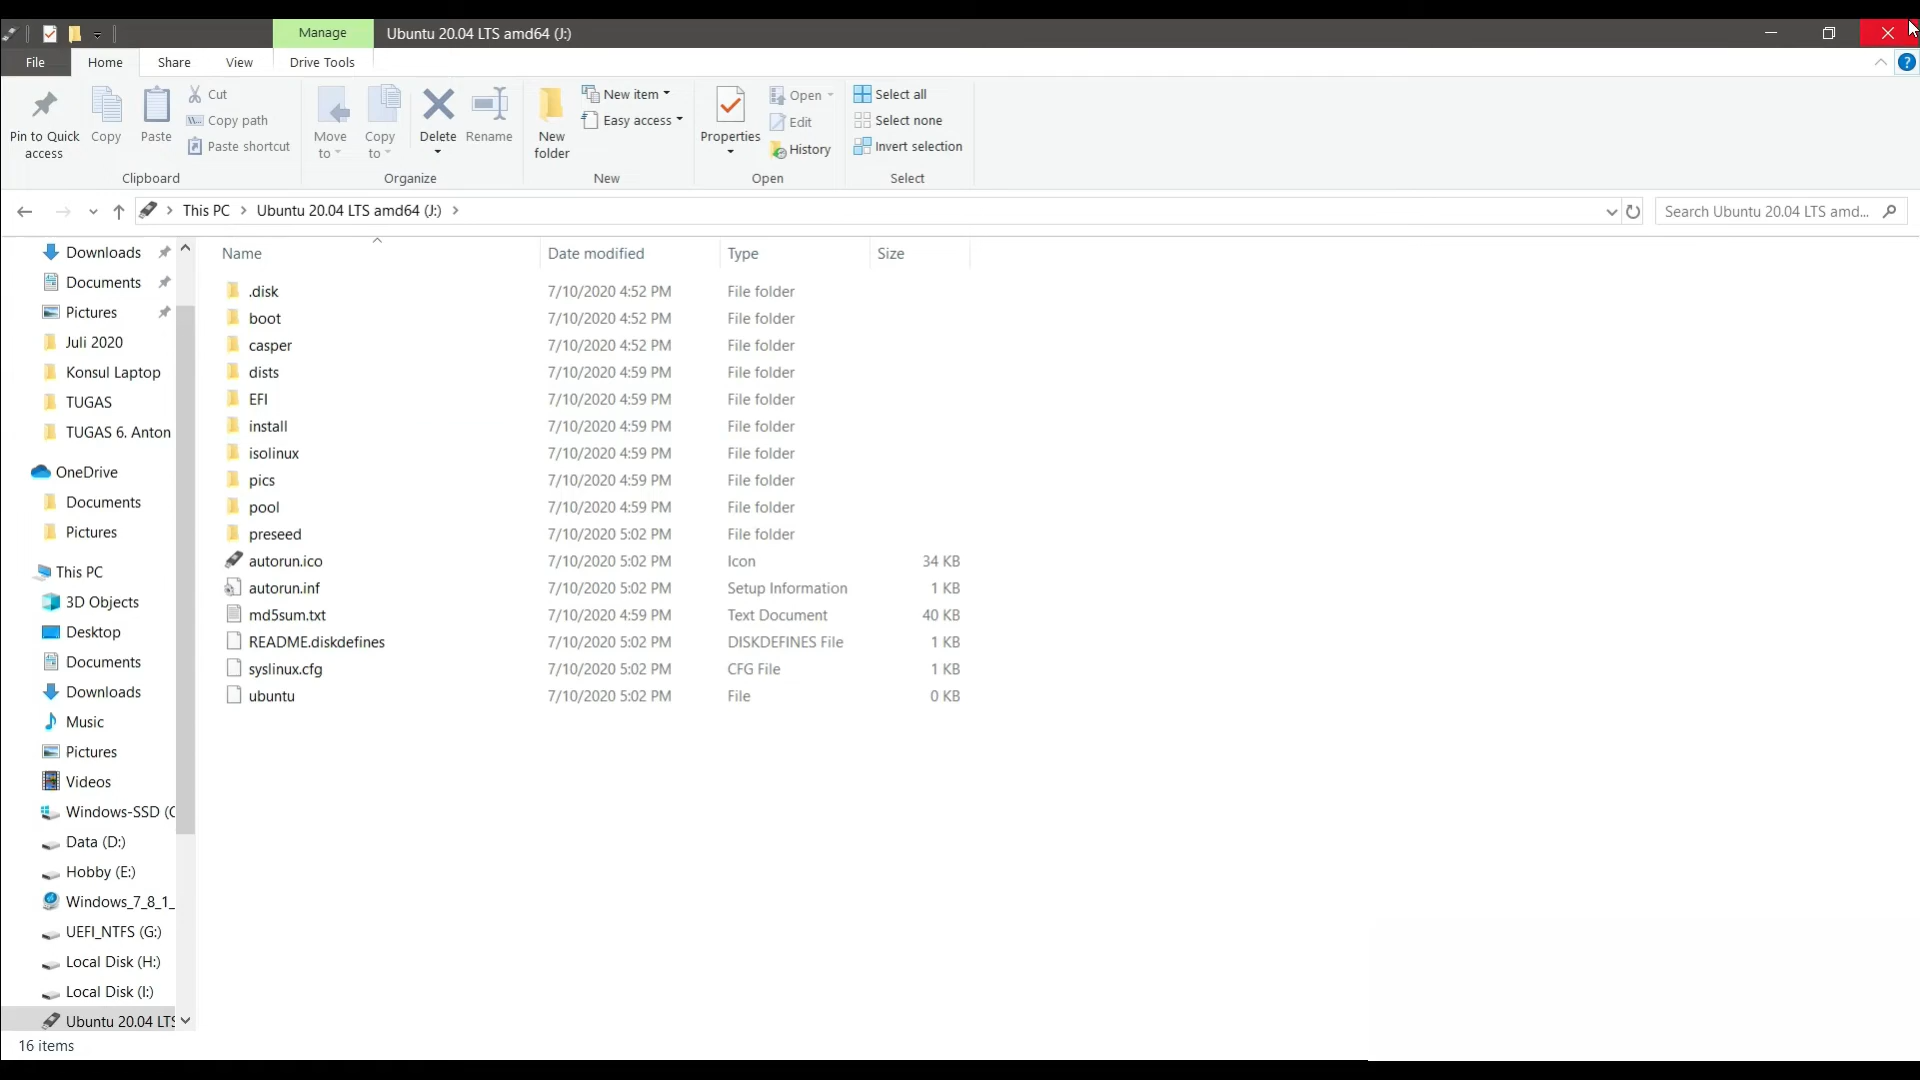 Manage
Ubuntu 20.04 LTS amd64 (J:)
File
Home
Share
View
Drive Tools
Pin to Quick access
Copy
Paste
Cut
Copy path
Paste shortcut
Clipboard
Move to
Copy to
Delete
Rename
Organize
New folder
New item
Easy access
New
Properties
Open
Edit
History
Open
Select all
Select none
Invert selection
Select
This PC
Ubuntu 20.04 LTS amd64 (J:)
Search Ubuntu 20.04 LTS amd...
Downloads
Documents
Pictures
Juli 2020
Konsul Laptop
TUGAS
TUGAS 6. Anton
OneDrive
Documents
Pictures
This PC
3D Objects
Desktop
Documents
Downloads
Music
Pictures
Videos
Windows-SSD (C
Data (D:)
Hobby (E:)
Windows_7_8_1_
UEFI_NTFS (G:)
Local Disk (H:)
Local Disk (I:)
Ubuntu 20.04 LTS
Name Date modified Type Size
.disk 7/10/2020 4:52 PM File folder
boot 7/10/2020 4:52 PM File folder
casper 7/10/2020 4:52 PM File folder
dists 7/10/2020 4:59 PM File folder
EFI 7/10/2020 4:59 PM File folder
install 7/10/2020 4:59 PM File folder
isolinux 7/10/2020 4:59 PM File folder
pics 7/10/2020 4:59 PM File folder
pool 7/10/2020 4:59 PM File folder
preseed 7/10/2020 5:02 PM File folder
autorun.ico 7/10/2020 5:02 PM Icon 34 KB
autorun.inf 7/10/2020 5:02 PM Setup Information 1 KB
md5sum.txt 7/10/2020 4:59 PM Text Document 40 KB
README.diskdefines 7/10/2020 5:02 PM DISKDEFINES File 1 KB
syslinux.cfg 7/10/2020 5:02 PM CFG File 1 KB
ubuntu 7/10/2020 5:02 PM File 0 KB
16 items